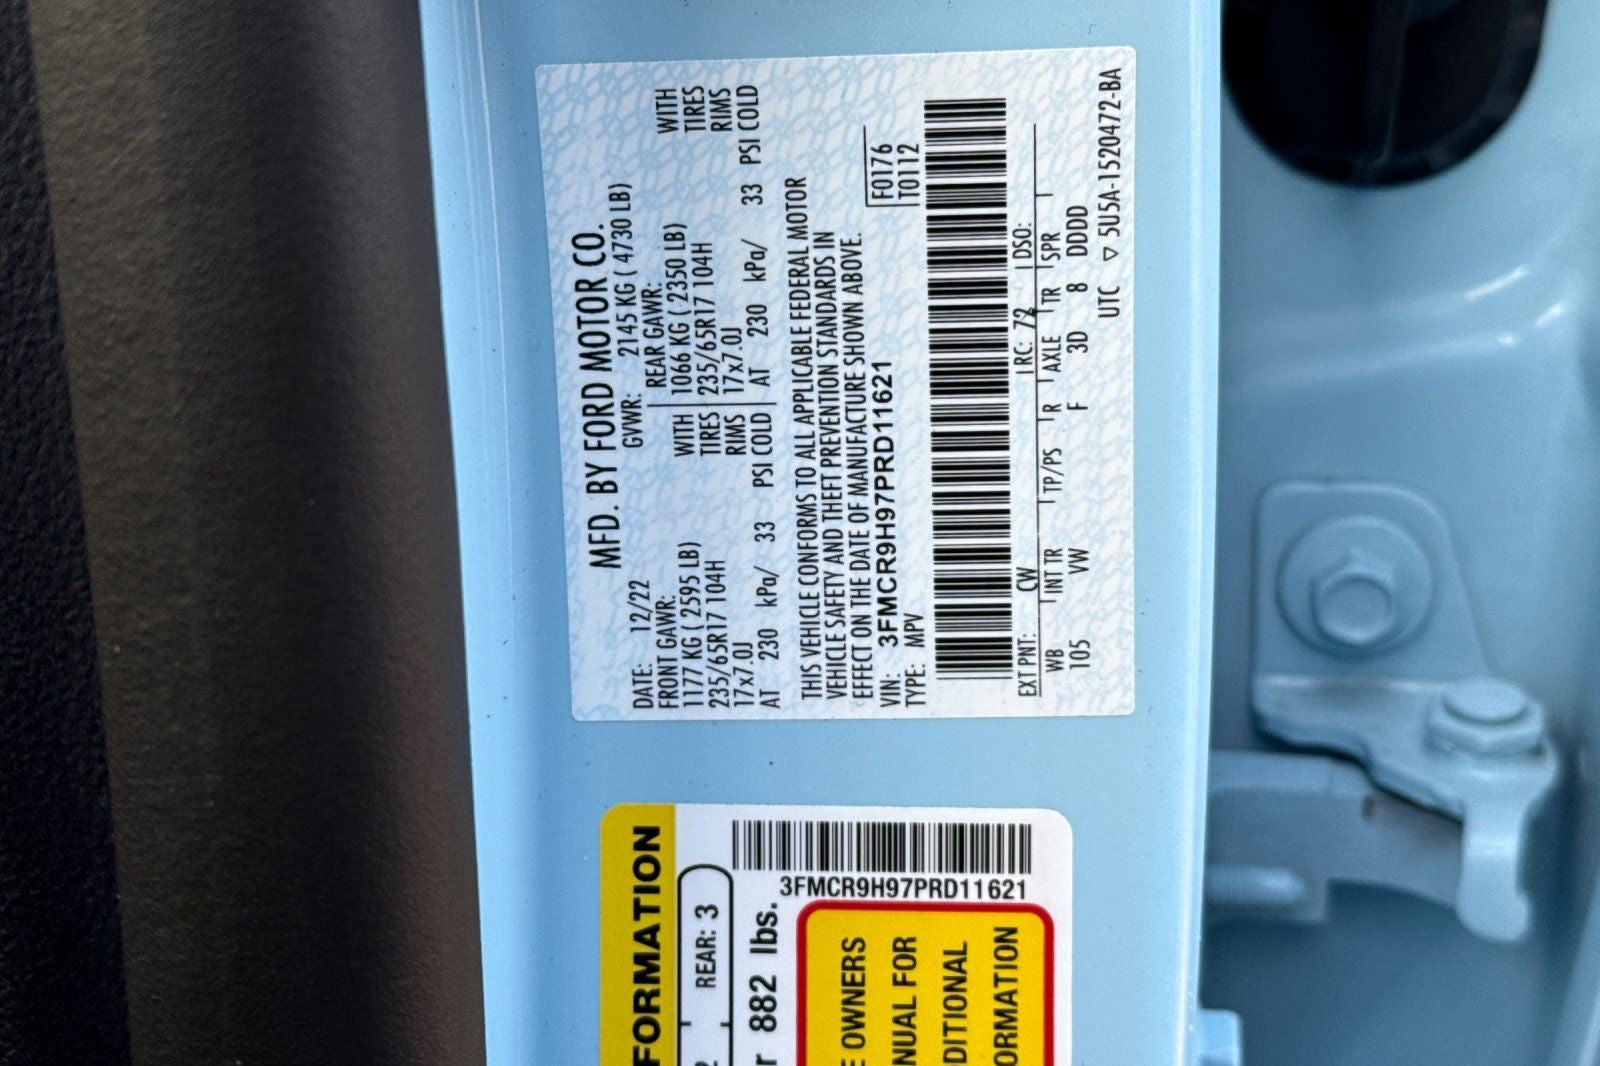 MFD. BY FORD MOTOR CO.
DATE: 12/22 GVWR: 2145 KG ( 4730 LB)
FRONT GAWR: REAR GAWR:
1177 KG ( 2595 LB) WITH 1066 KG ( 2350 LB) WITH
235/65R17 104H TIRES 235/65R17 104H TIRES
17x7.0J RIMS 17x7.0J RIMS
AT 230 kPa/ 33 PSI COLD AT 230 kPa/ 33 PSI COLD
THIS VEHICLE CONFORMS TO ALL APPLICABLE FEDERAL MOTOR
VEHICLE SAFETY AND THEFT PREVENTION STANDARDS IN
EFFECT ON THE DATE OF MANUFACTURE SHOWN ABOVE.
VIN: 3FMCR9H97PRD11621 F0176
TYPE: MPV T0112
EXT PNT: CW RC: 72 DSO:
WB INT TR TP/PS R AXLE TR SPR
105 VW F 3D 8 DDDD
UTC ▽ 5U5A-1520472-BA
FORMATION
REAR: 3
882 lbs.
3FMCR9H97PRD11621
E OWNERS
NUAL FOR
DITIONAL
ORMATION